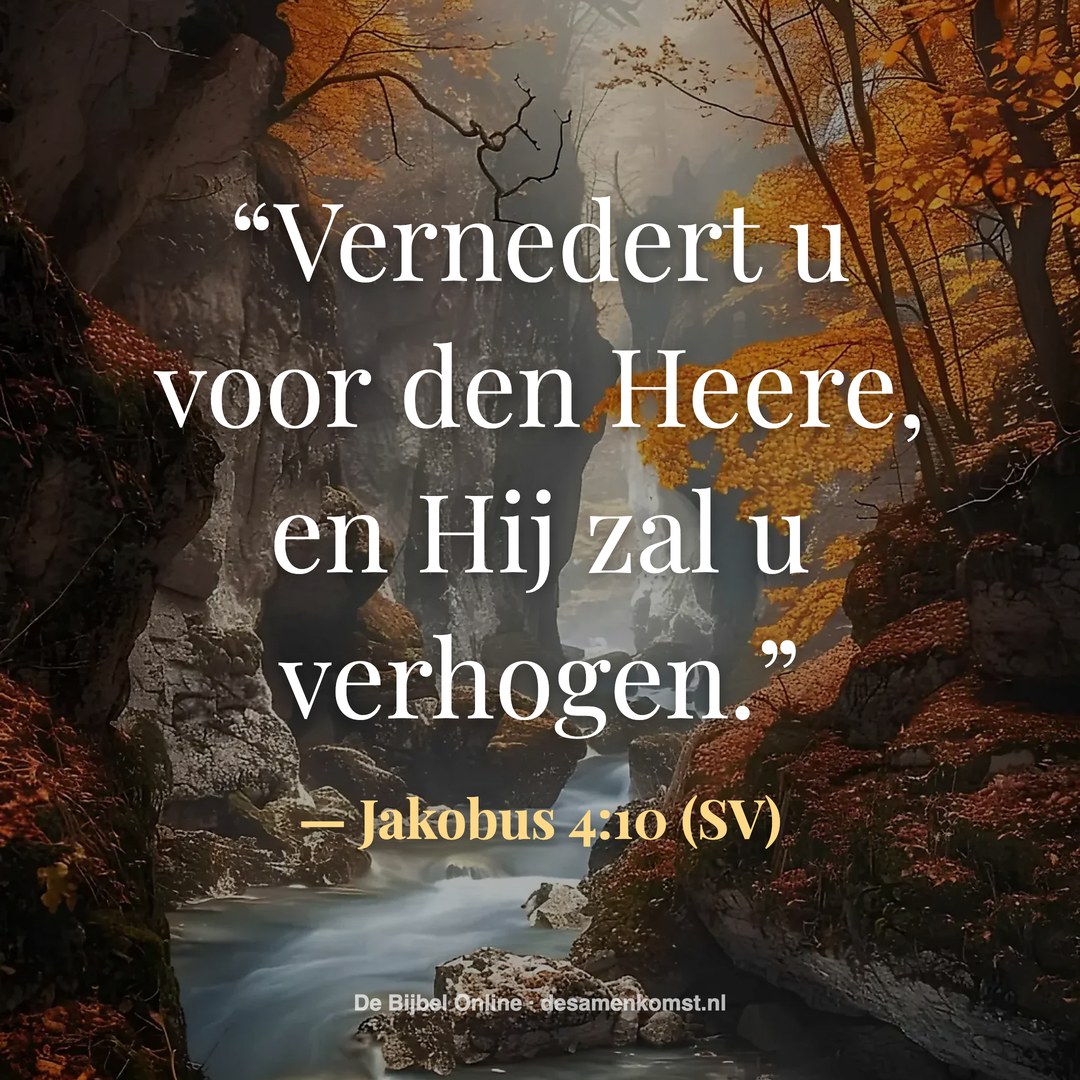 “Vernedert u
voor den Heere,
en Hij zal u
verhogen.”
— Jakobus 4:10 (SV)
De Bijbel Online · desamenkomst.nl